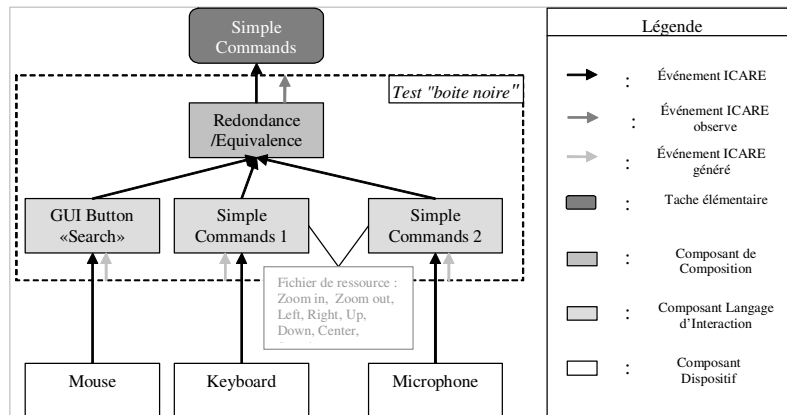 Simple
Commands
Test "boite noire"
Redondance
/Equivalence
GUI Button
«Search»
Simple
Commands 1
Simple
Commands 2
Fichier de ressource :
Zoom in, Zoom out,
Left, Right, Up,
Down, Center,
Mouse
Keyboard
Microphone
Légende
: Événement ICARE
: Événement ICARE
observe
: Événement ICARE
généré
: Tache élémentaire
: Composant de
Composition
: Composant Langage
d'Interaction
: Composant
Dispositif